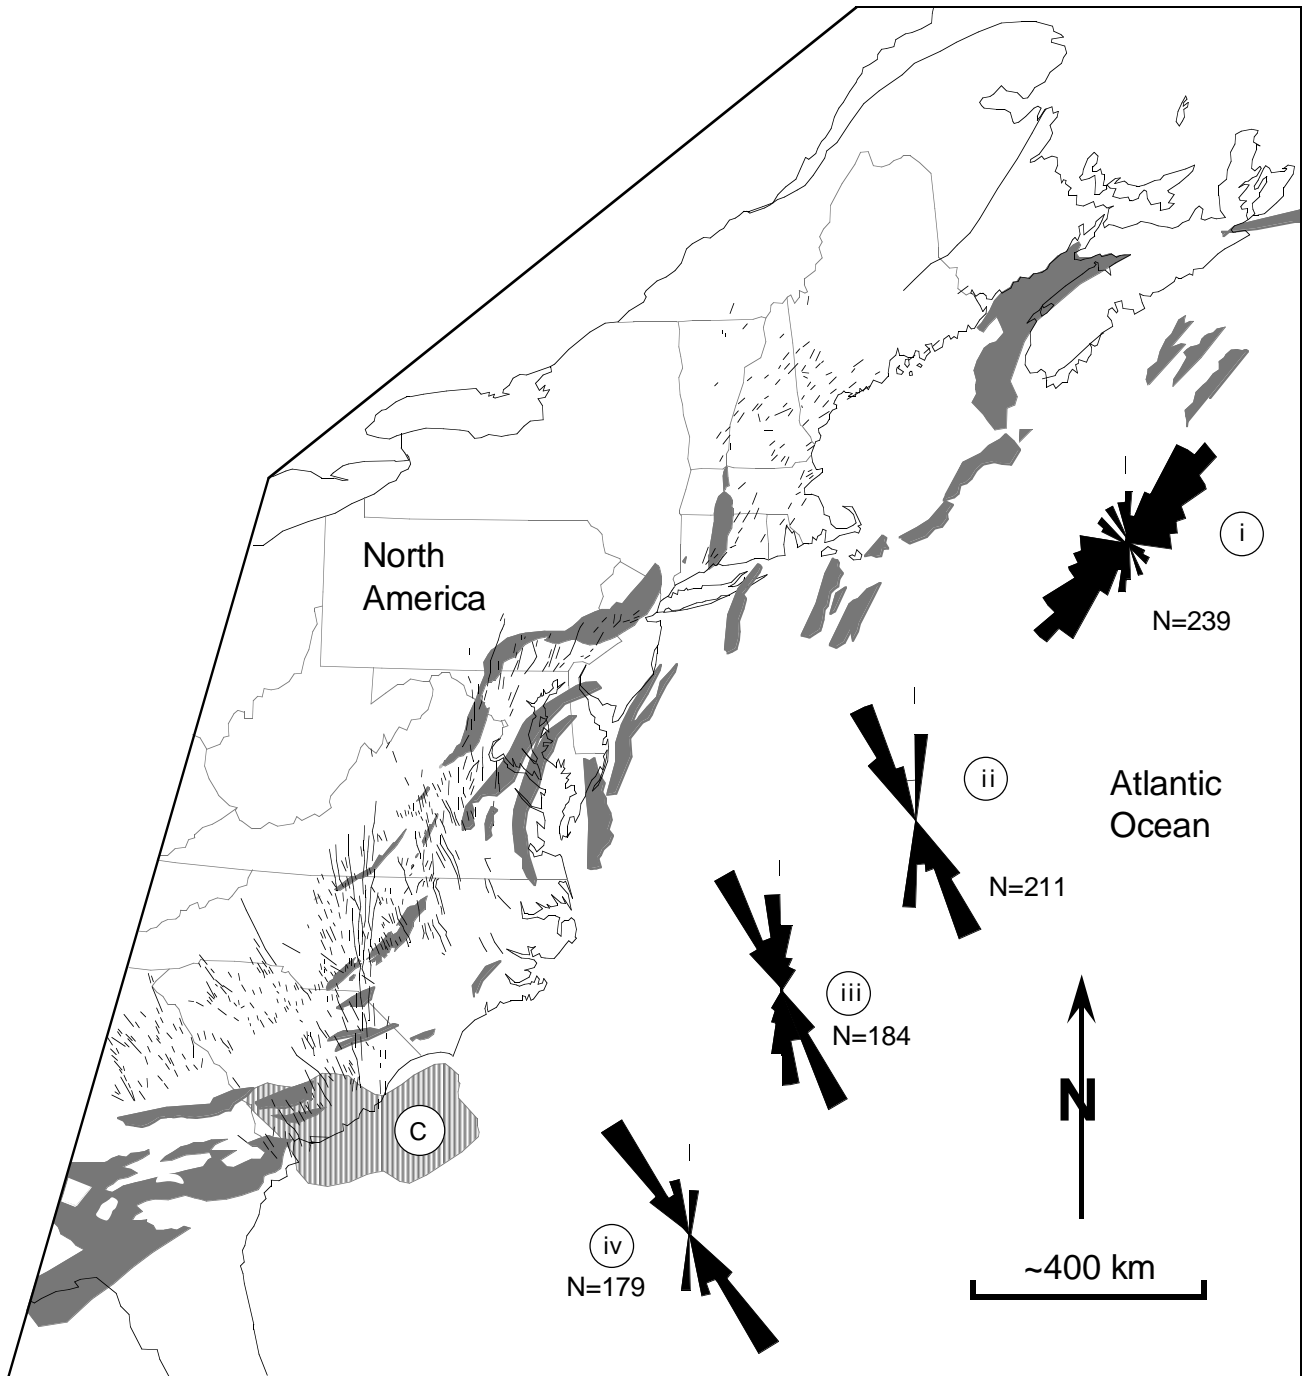 i
North
America
N=239
ii
Atlantic
Ocean
N=211
iii
N=184
N
C
iv
~400 km
N=179